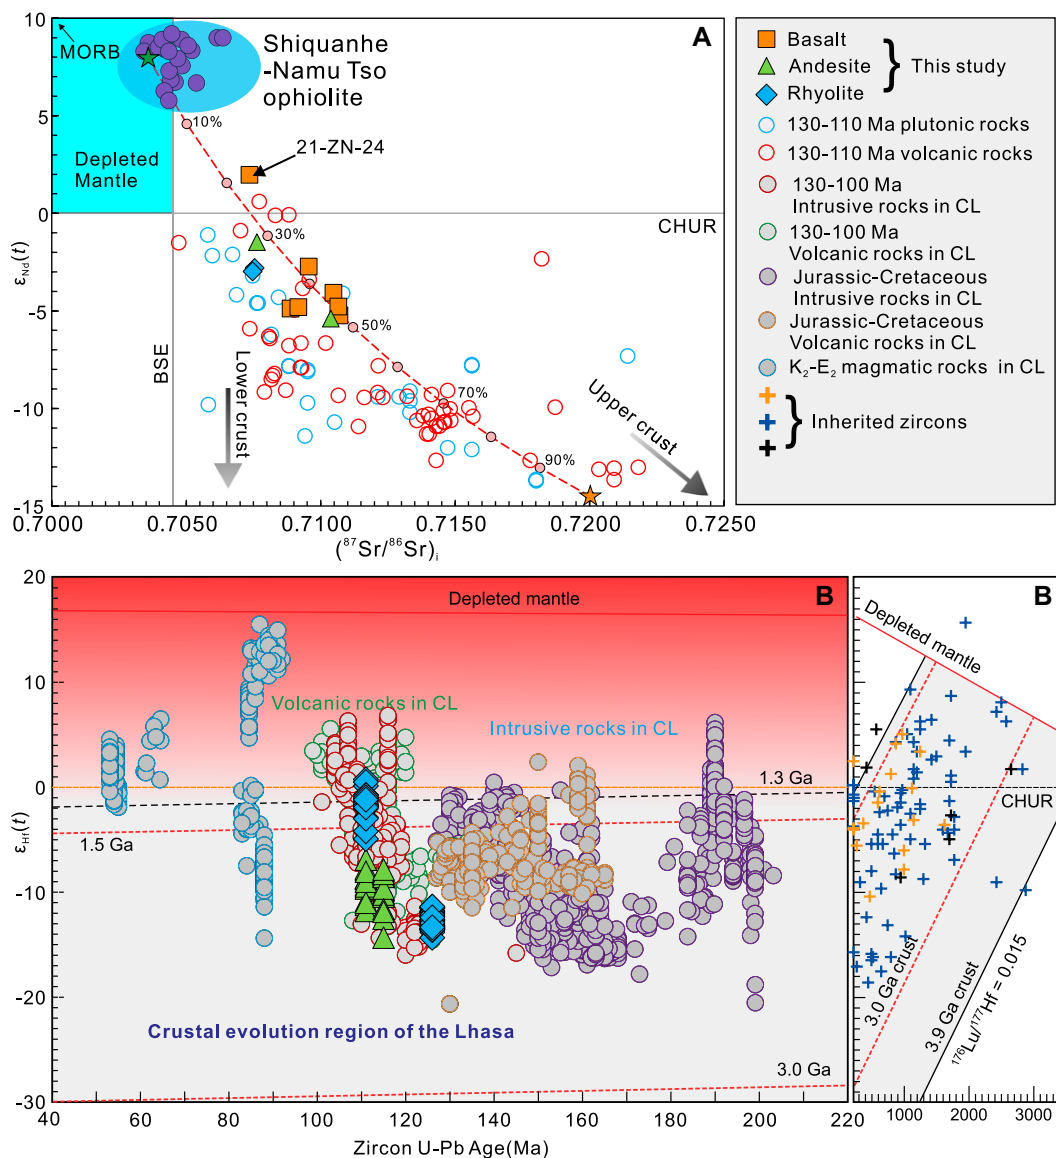 A
10
5
0
-5
-10
-15
MORB
Shiquanhe
-Namu Tso
ophiolite
10%
21-ZN-24
Depleted
Mantle
CHUR
30%
50%
70%
90%
BSE
Lower crust
Upper crust
εNd(t)
0.7000
0.7050
0.7100
0.7150
0.7200
0.7250
(⁸⁷Sr/⁸⁶Sr)ᵢ
Basalt
Andesite
Rhyolite
} This study
130-110 Ma plutonic rocks
130-110 Ma volcanic rocks
130-100 Ma
Intrusive rocks in CL
130-100 Ma
Volcanic rocks in CL
Jurassic-Cretaceous
Intrusive rocks in CL
Jurassic-Cretaceous
Volcanic rocks in CL
K₂-E₂ magmatic rocks in CL
} Inherited zircons
B
20
10
0
-10
-20
-30
εHf(t)
Depleted mantle
Volcanic rocks in CL
Intrusive rocks in CL
1.3 Ga
1.5 Ga
Crustal evolution region of the Lhasa
3.0 Ga
40
60
80
100
120
140
160
180
200
220
Zircon U-Pb Age(Ma)
B
Depleted mantle
CHUR
3.0 Ga crust
3.9 Ga crust
¹⁷⁶Lu/¹⁷⁷Hf = 0.015
1000
2000
3000